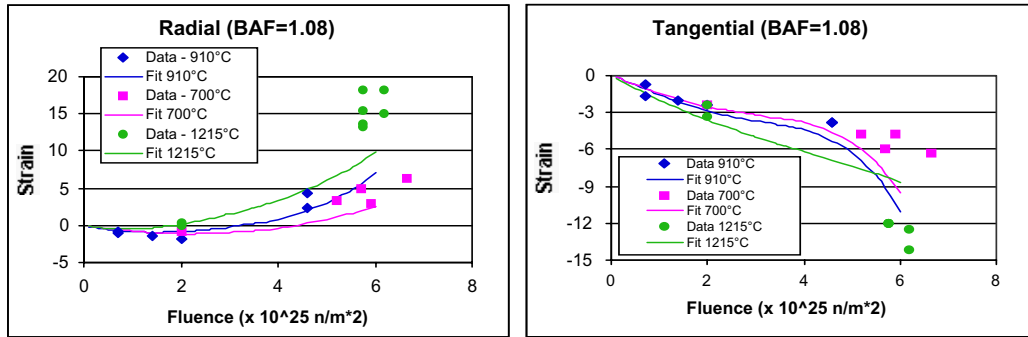 Radial (BAF=1.08)
Data - 910°C
Fit 910°C
Data - 700°C
Fit 700°C
Data - 1215°C
Fit 1215°C
20
15
10
5
0
-5
Strain
0 2 4 6 8
Fluence (x 10^25 n/m*2)
Tangential (BAF=1.08)
0
-3
-6
-9
-12
-15
Strain
Data 910°C
Fit 910°C
Data 700°C
Fit 700°C
Data 1215°C
Fit 1215°C
0 2 4 6 8
Fluence (x 10^25 n/m*2)